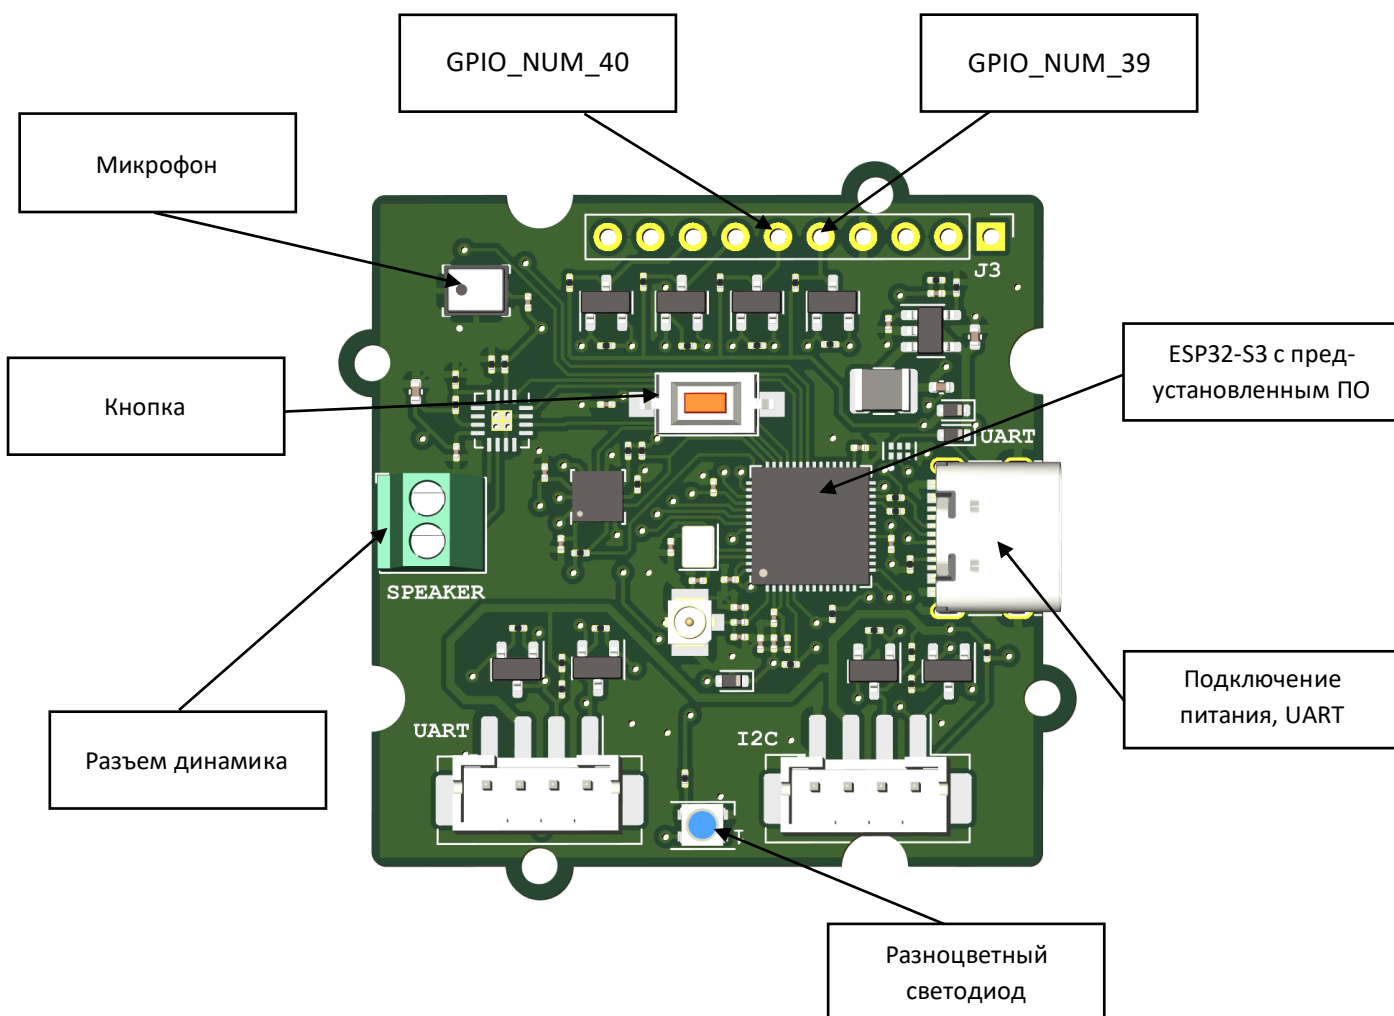 GPIO_NUM_40
GPIO_NUM_39
Микрофон
J3
ESP32-S3 с пред-
установленным ПО
Кнопка
UART
SPEAKER
Подключение
питания, UART
UART
I2C
Разъем динамика
Разноцветный
светодиод